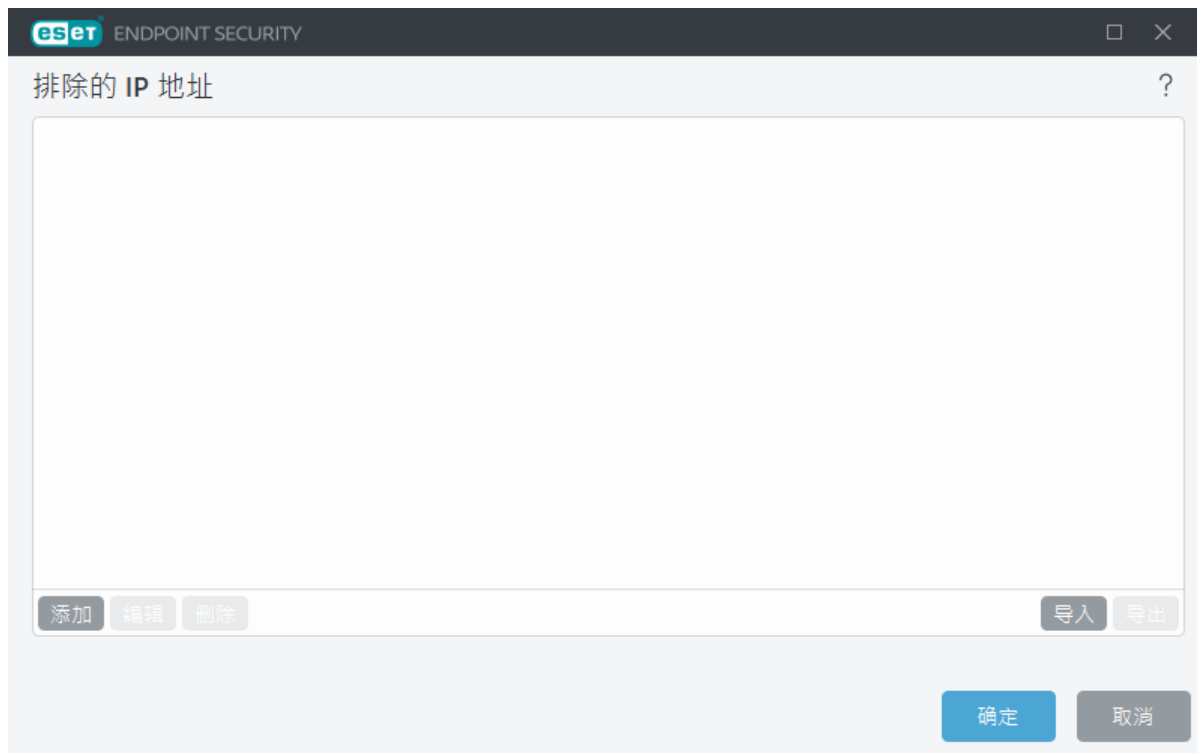 eset ENDPOINT SECURITY
排除的 IP 地址 ?
添加 编辑 删除 导入 导出
确定 取消